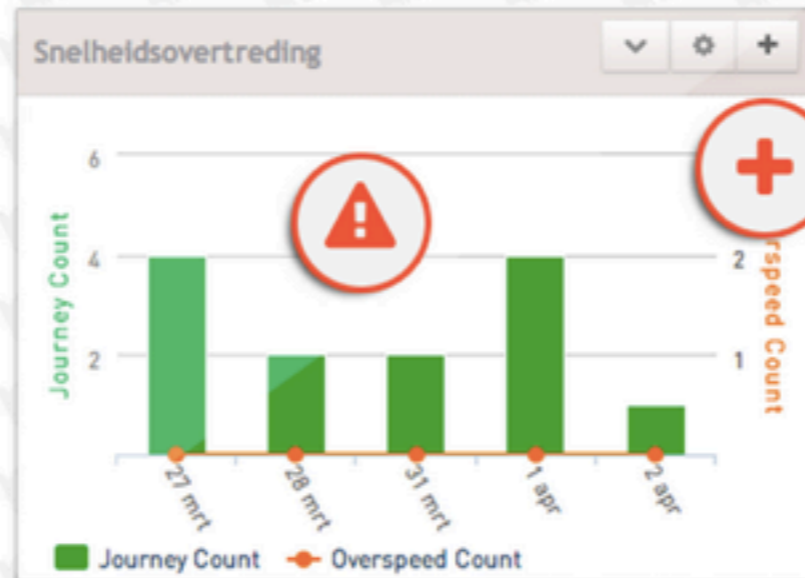 Snelheidsovertreding
6
4
2
Journey Count
2
1
rspeed Count
27 mrt
28 mrt
31 mrt
1 apr
2 apr
Journey Count
Overspeed Count